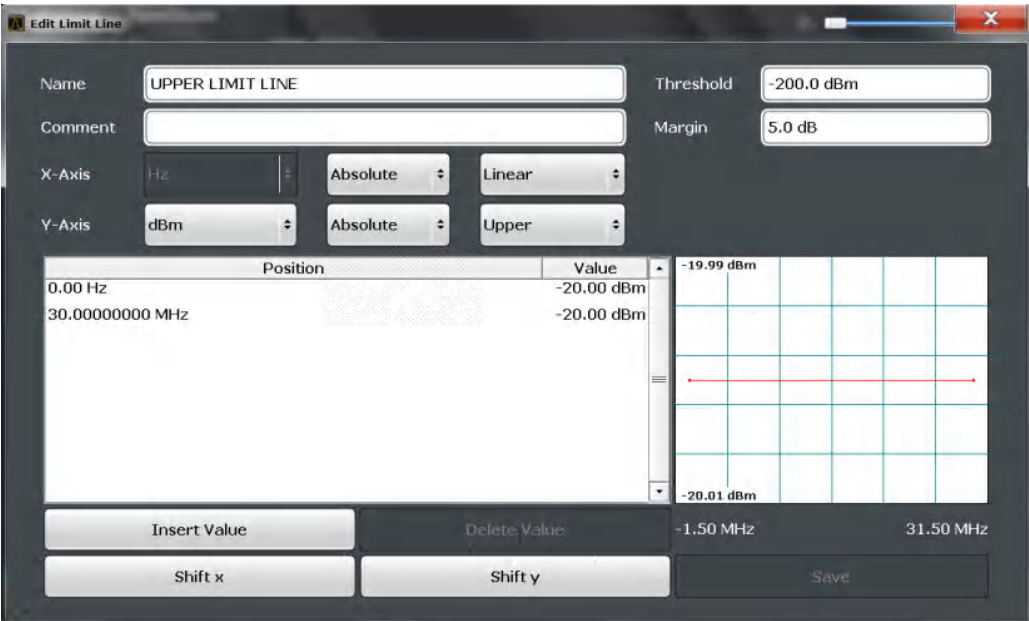 Edit Limit Line
Name UPPER LIMIT LINE Threshold -200.0 dBm
Comment Margin 5.0 dB
X-Axis Hz Absolute Linear
Y-Axis dBm Absolute Upper
Position Value
0.00 Hz -20.00 dBm
30.00000000 MHz -20.00 dBm
-19.99 dBm
-20.01 dBm
Insert Value Delete Value -1.50 MHz 31.50 MHz
Shift x Shift y Save